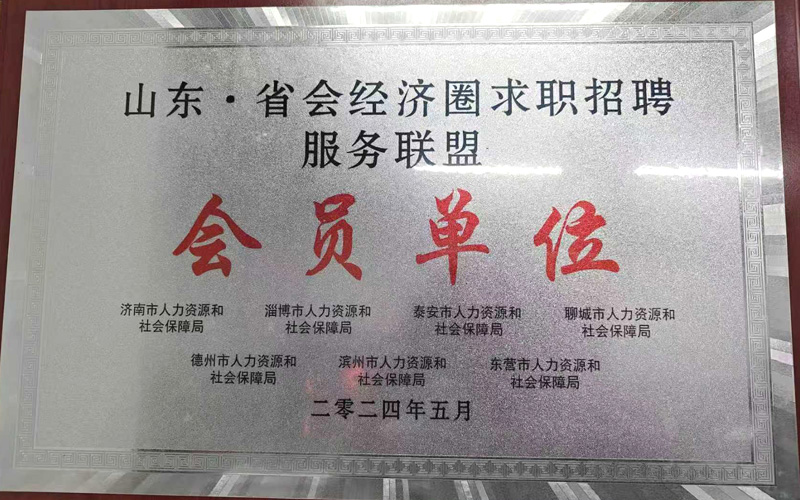 山东·省会经济圈求职招聘
服务联盟
会员单位
济南市人力资源和 淄博市人力资源和 泰安市人力资源和 聊城市人力资源和
社会保障局 社会保障局 社会保障局 社会保障局
德州市人力资源和 滨州市人力资源和 东营市人力资源和
社会保障局 社会保障局 社会保障局
二零二四年五月